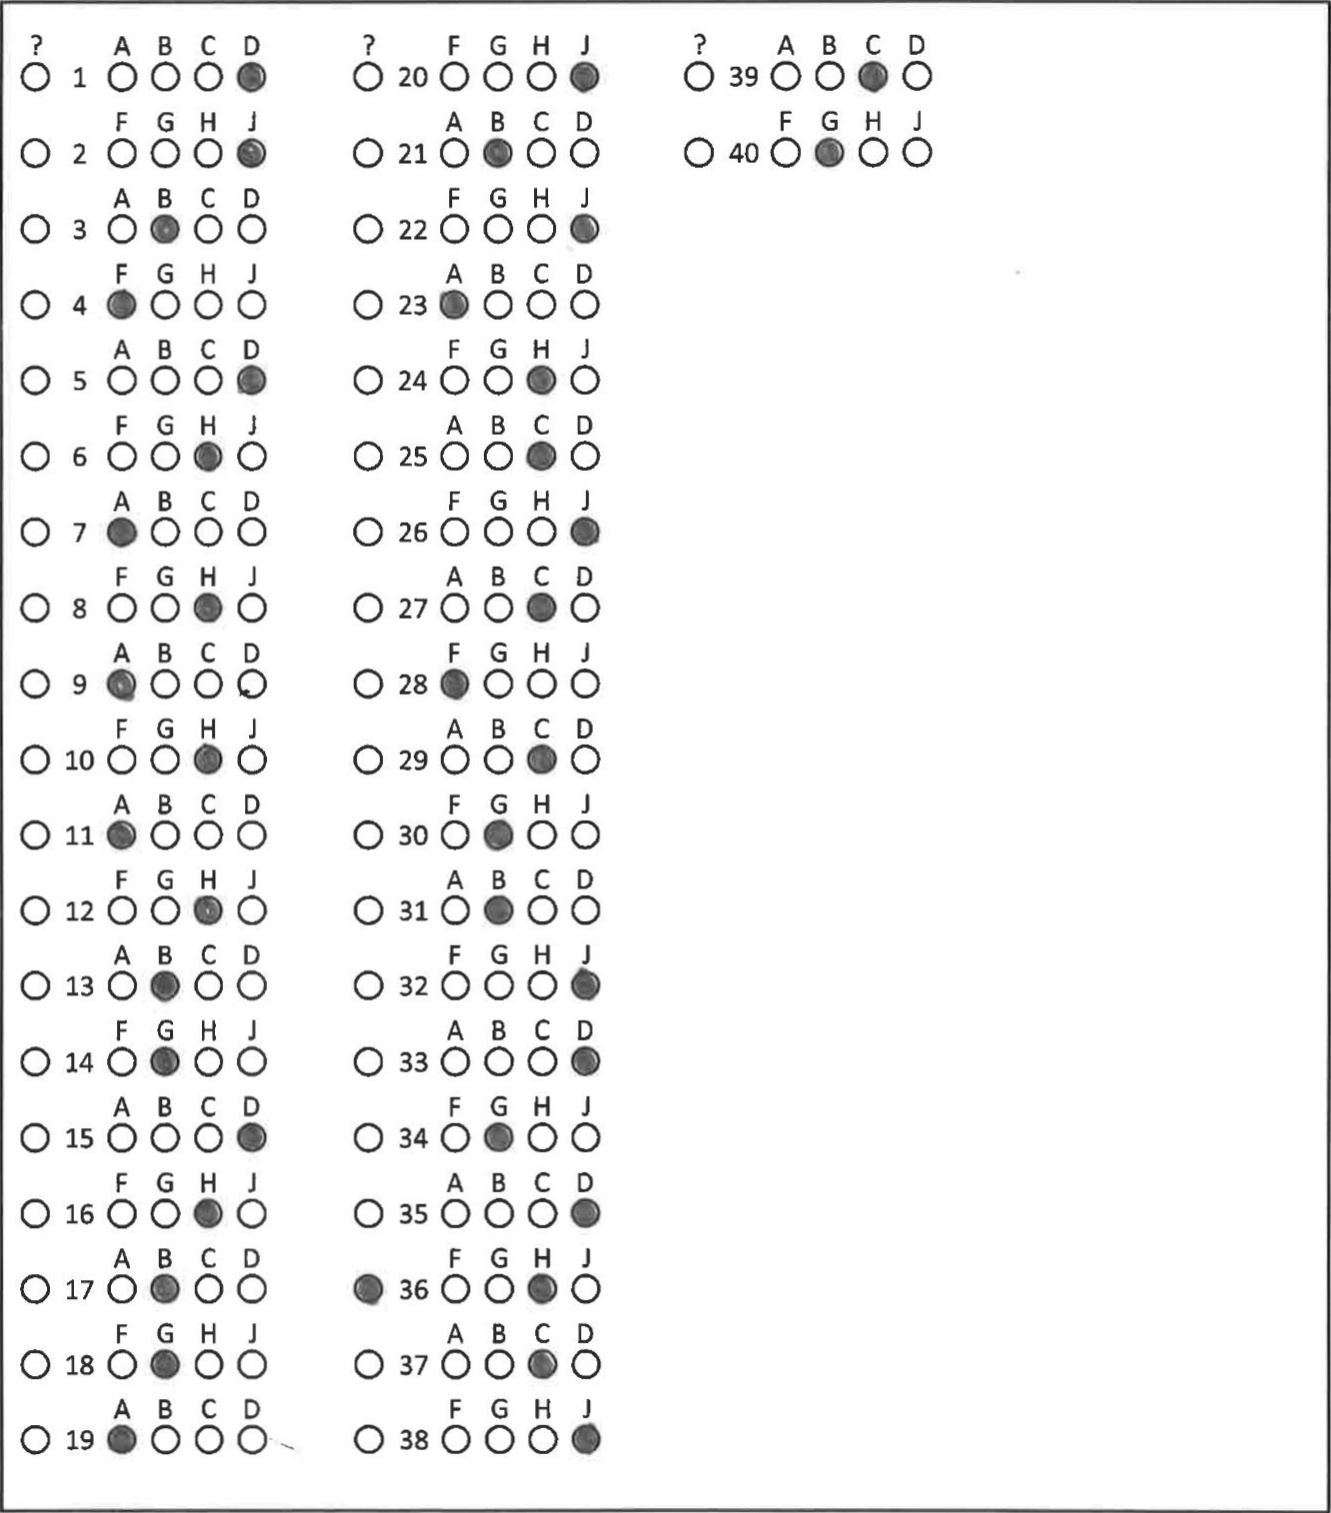 ? A B C D ? F G H J ? A B C D
1 20 39
F G H J A B C D F G H J
2 21 40
A B C D F G H J
3 22
F G H J A B C D
4 23
A B C D F G H J
5 24
F G H J A B C D
6 25
A B C D F G H J
7 26
F G H J A B C D
8 27
A B C D F G H J
9 28
F G H J A B C D
10 29
A B C D F G H J
11 30
F G H J A B C D
12 31
A B C D F G H J
13 32
F G H J A B C D
14 33
A B C D F G H J
15 34
F G H J A B C D
16 35
A B C D F G H J
17 36
F G H J A B C D
18 37
A B C D F G H J
19 38